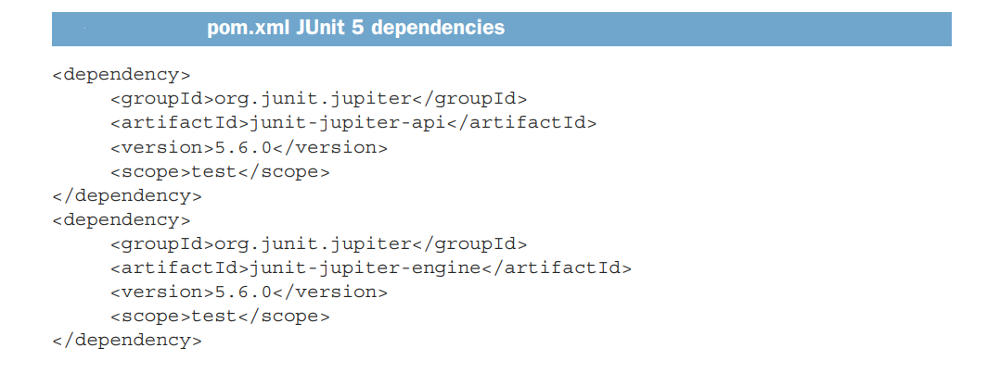 pom.xml JUnit 5 dependencies
<dependency>
<groupId>org.junit.jupiter</groupId>
<artifactId>junit-jupiter-api</artifactId>
<version>5.6.0</version>
<scope>test</scope>
</dependency>
<dependency>
<groupId>org.junit.jupiter</groupId>
<artifactId>junit-jupiter-engine</artifactId>
<version>5.6.0</version>
<scope>test</scope>
</dependency>